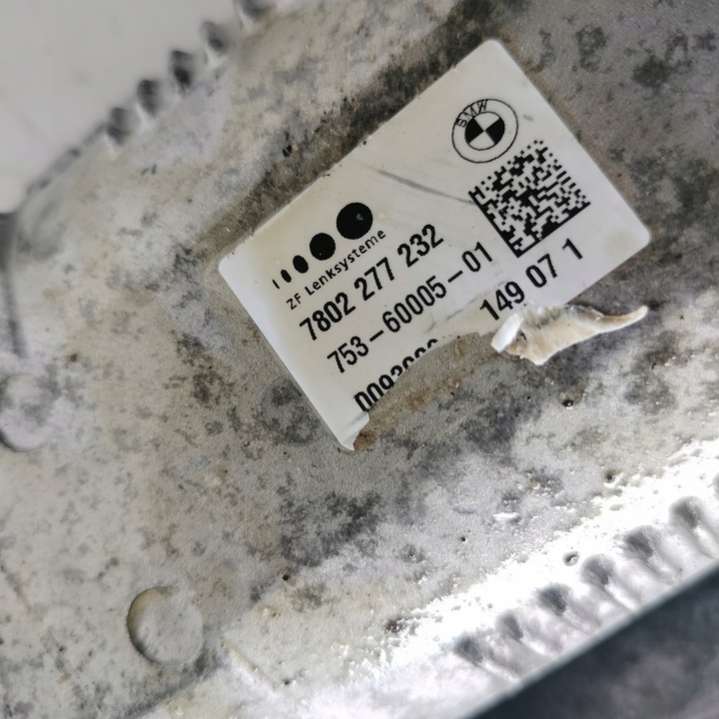 BMW
ZF Lenksysteme
7802 277 232
753-60005-01
149 07 1